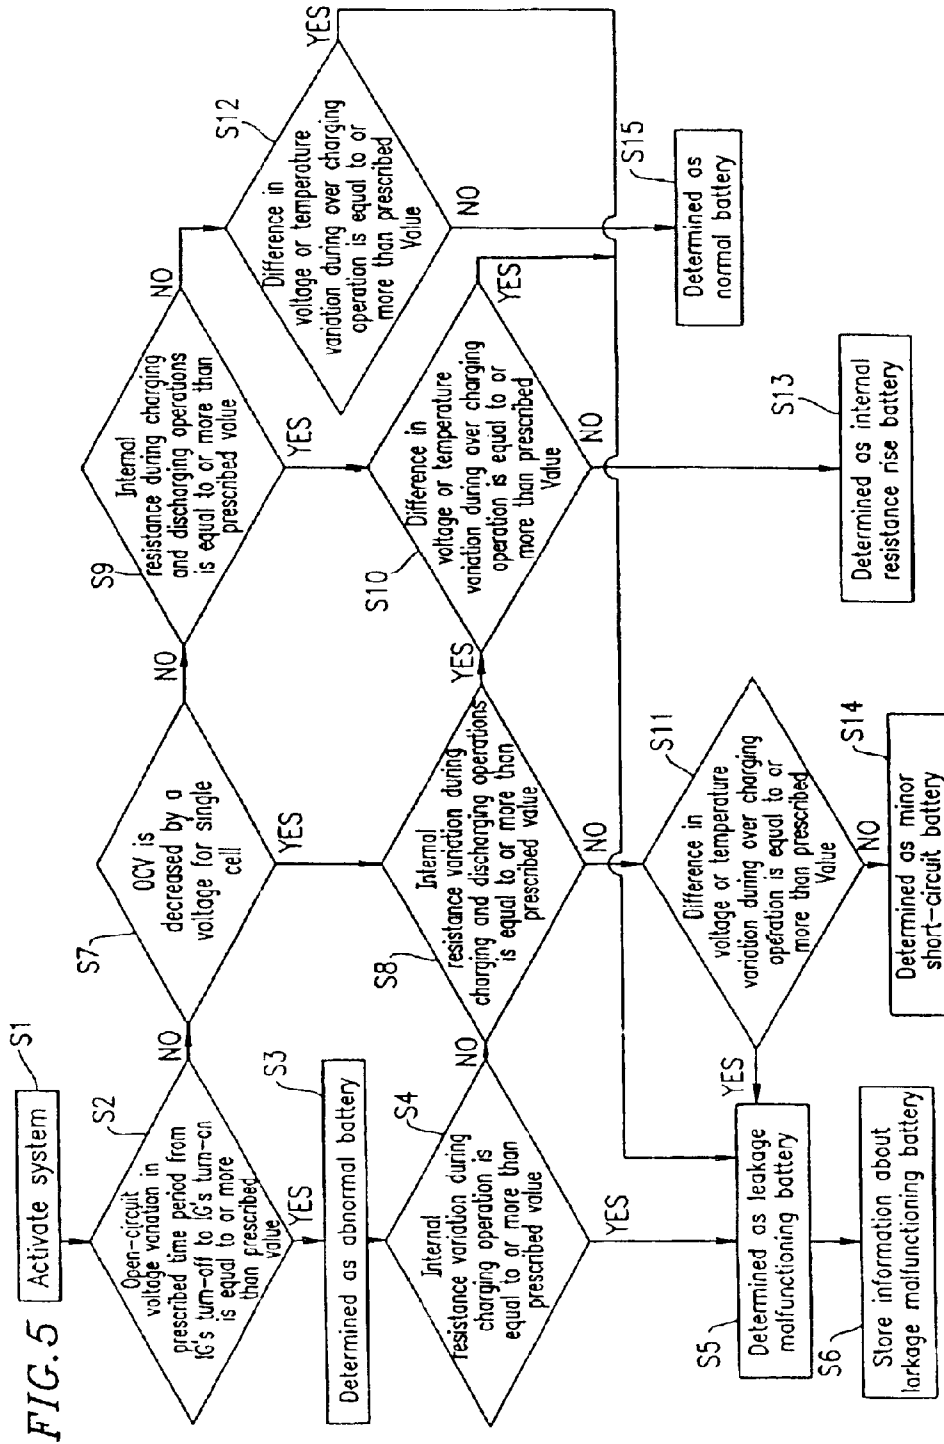 FIG. 5
Activate system
S1
Open-circuit
voltage variation in
prescribed time period from
IG's turn-off to IG's turn-on
is equal to or more
than prescribed
value
S2
NO
YES
Determined as abnormal battery
S3
Internal
resistance variation during
charging operation is
equal to or more than
prescribed value
S4
NO
YES
Determined as leakage
malfunctioning battery
S5
Store information about
larkage malfunctioning battery
S6
OCV is
decreased by a
voltage for single
cell
S7
NO
YES
Internal
resistance variation during
charging and discharging operations
is equal to or more than
prescribed value
S8
YES
NO
Difference in
voltage or temperature
variation during over charging
operation is equal to or
more than prescribed
Value
S11
YES
NO
Determined as minor
short-circuit battery
S14
Internal
resistance during charging
and discharging operations
is equal to or more than
prescribed value
S9
NO
YES
Difference in
voltage or temperature
variation during over charging
operation is equal to or
more than prescribed
Value
S10
YES
NO
Determined as internal
resistance rise battery
S13
Difference in
voltage or temperature
variation during over charging
operation is equal to or
more than prescribed
Value
S12
YES
NO
Determined as
normal battery
S15